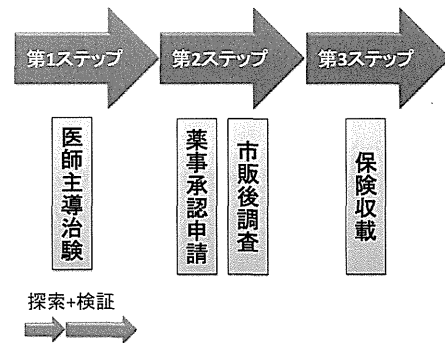 第1ステップ
第2ステップ
第3ステップ
医師主導治験
薬事承認申請
市販後調査
保険収載
探索+検証